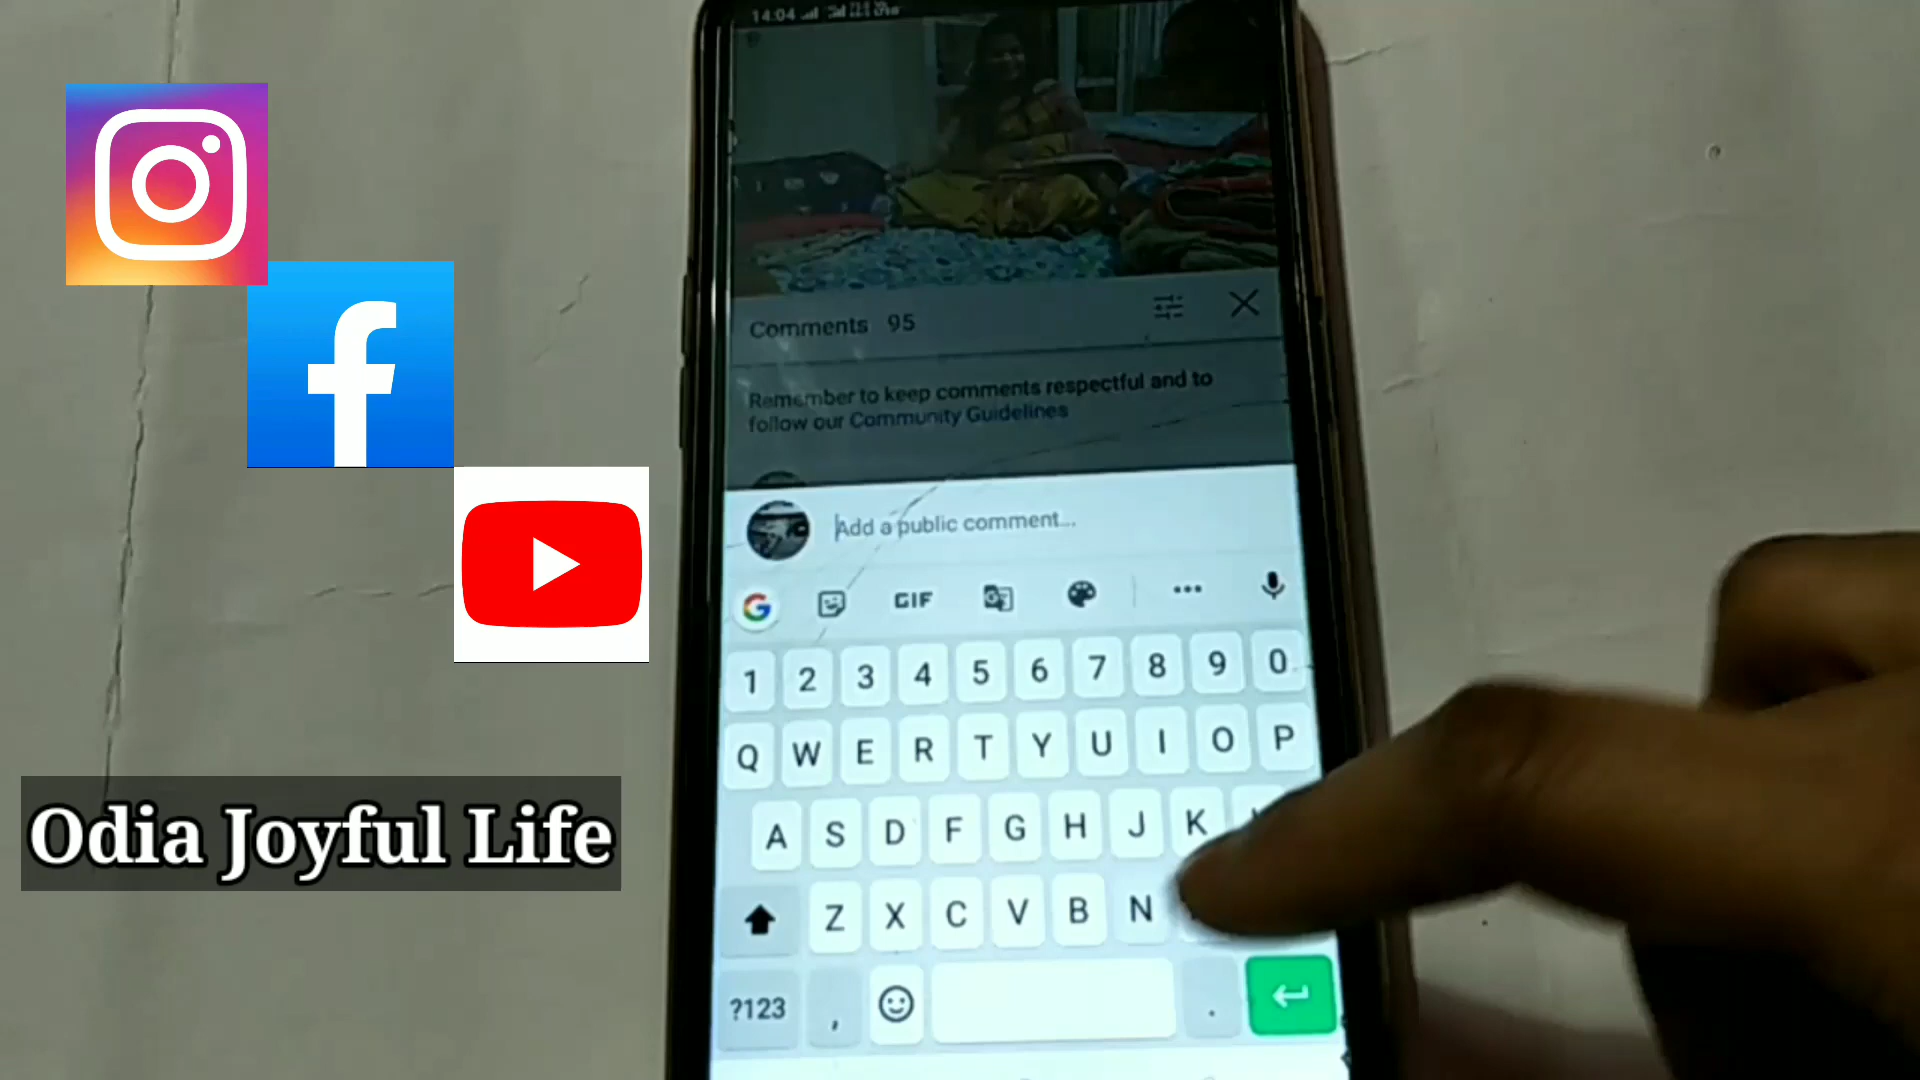 14:04
Comments 95
Remember to keep comments respectful and to
follow our Community Guidelines
Add a public comment...
G GIF
1 2 3 4 5 6 7 8 9 0
Q W E R T Y U I O P
A S D F G H J K
Z X C V B N
?123 , .
Odia Joyful Life